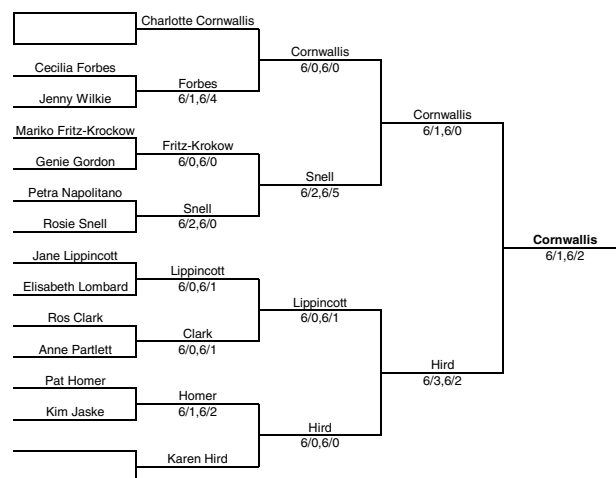 Charlotte Cornwallis
Cornwallis
6/0,6/0
Cecilia Forbes
Forbes
6/1,6/4
Jenny Wilkie
Cornwallis
6/1,6/0
Mariko Fritz-Krockow
Fritz-Krokow
6/0,6/0
Genie Gordon
Snell
6/2,6/5
Petra Napolitano
Snell
6/2,6/0
Rosie Snell
Cornwallis
6/1,6/2
Jane Lippincott
Lippincott
6/0,6/1
Elisabeth Lombard
Lippincott
6/0,6/1
Ros Clark
Clark
6/0,6/1
Anne Partlett
Hird
6/3,6/2
Pat Homer
Homer
6/1,6/2
Kim Jaske
Hird
6/0,6/0
Karen Hird